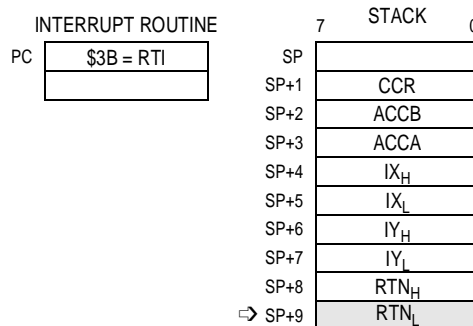 INTERRUPT ROUTINE
PC $3B = RTI
7 STACK 0
SP
SP+1 CCR
SP+2 ACCB
SP+3 ACCA
SP+4 IXH
SP+5 IXL
SP+6 IYH
SP+7 IYL
SP+8 RTNH
➩ SP+9 RTNL